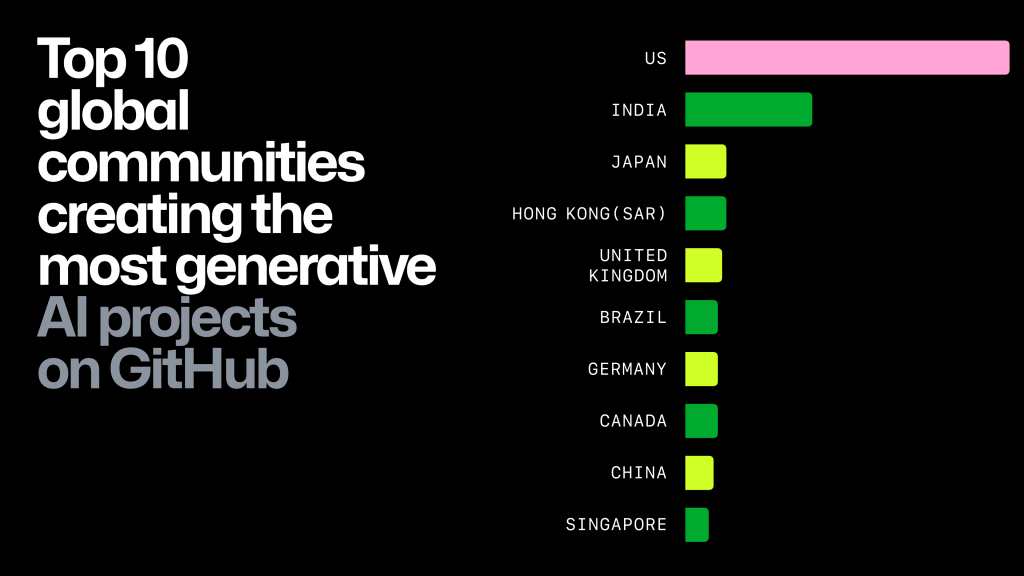 Top 10
global
communities
creating the
most generative
AI projects
on GitHub
US
INDIA
JAPAN
HONG KONG(SAR)
UNITED
KINGDOM
BRAZIL
GERMANY
CANADA
CHINA
SINGAPORE